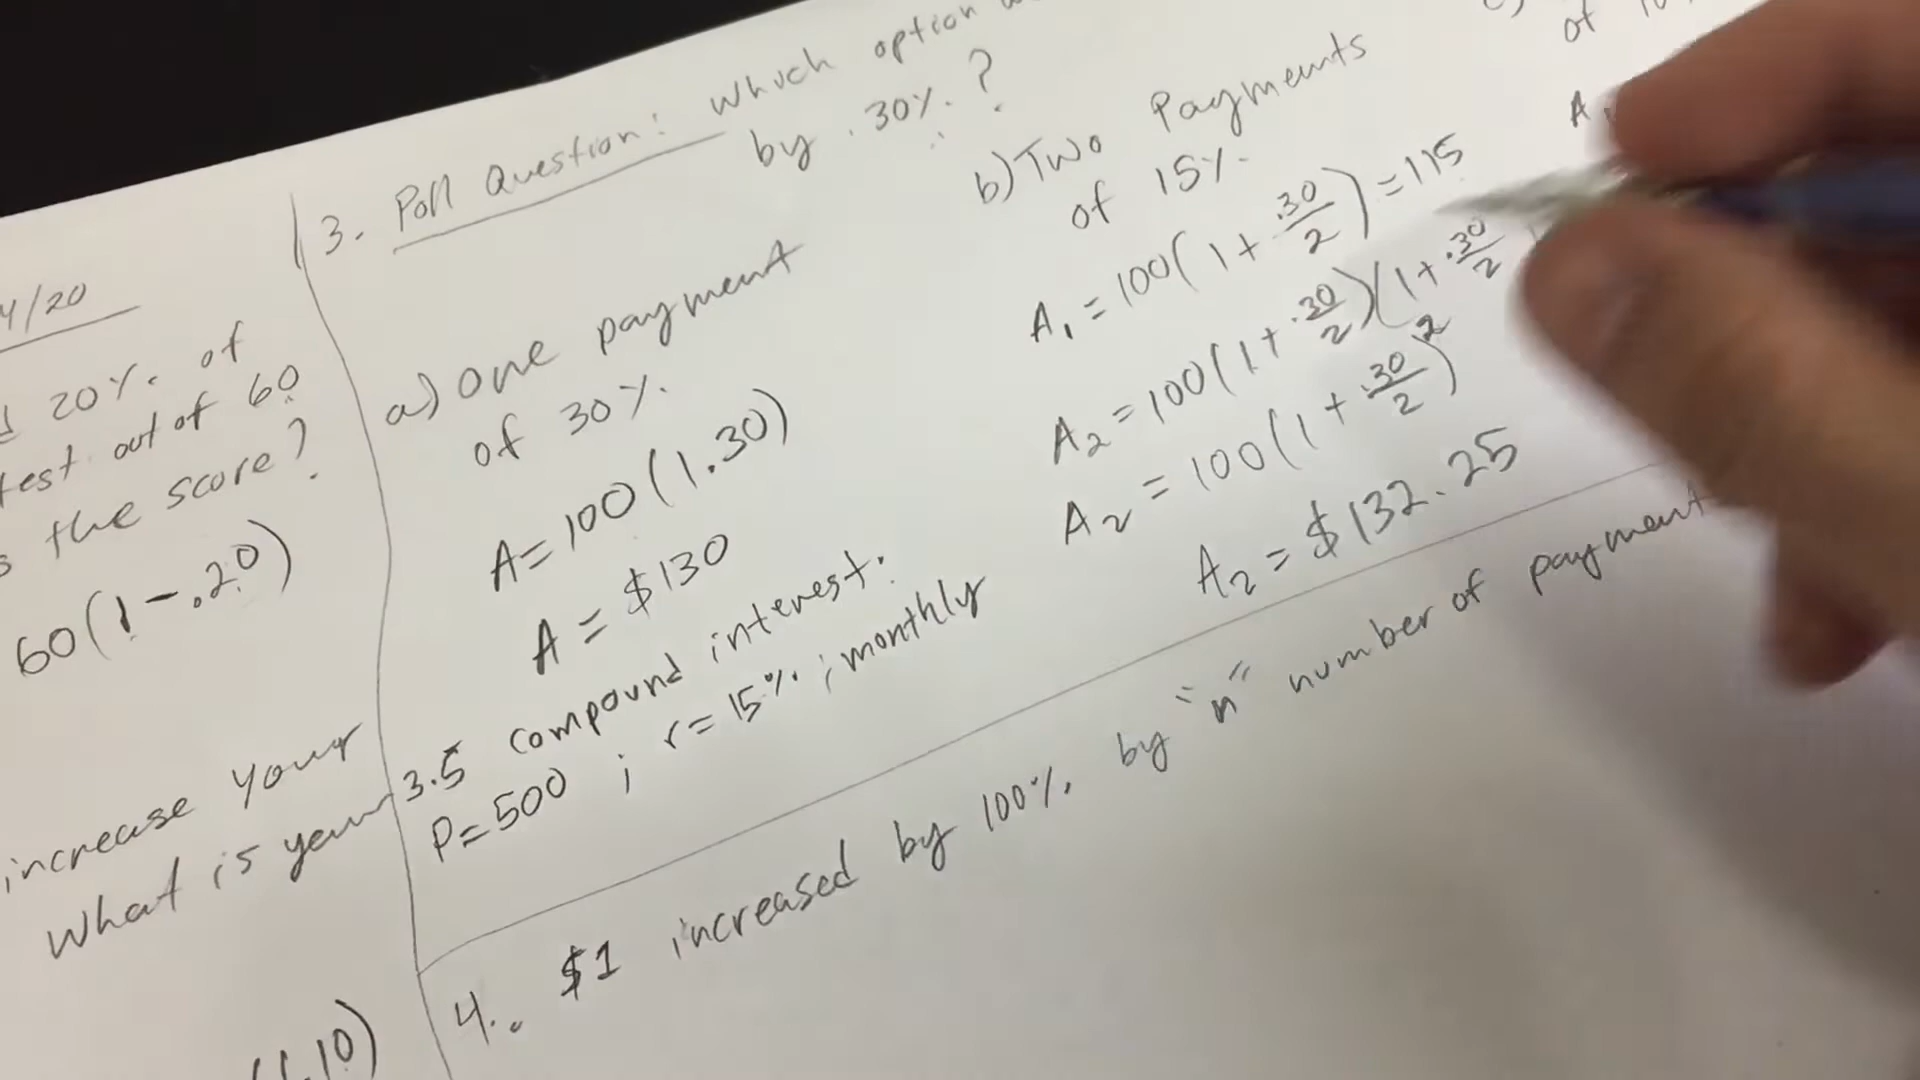 4/20
20%. of
test out of 60
the score?
60(1-.20)
increase your
What is
1.10)
3. Poll Question: Which option
by .30%.?
a) One payment
of 30%.
A=100(1.30)
A = $130
3.5 compound interest:
P=500 ; r=15% ; monthly
b) Two Payments
of 15%.
A₁ = 100(1+.30/2)=115
A₂ = 100(1+.30/2)(1+.30/2
A₂ = 100(1+.30/2)²
A₂ = $132.25
of
A
4. $1 increased by 100%. by "n" number of payment